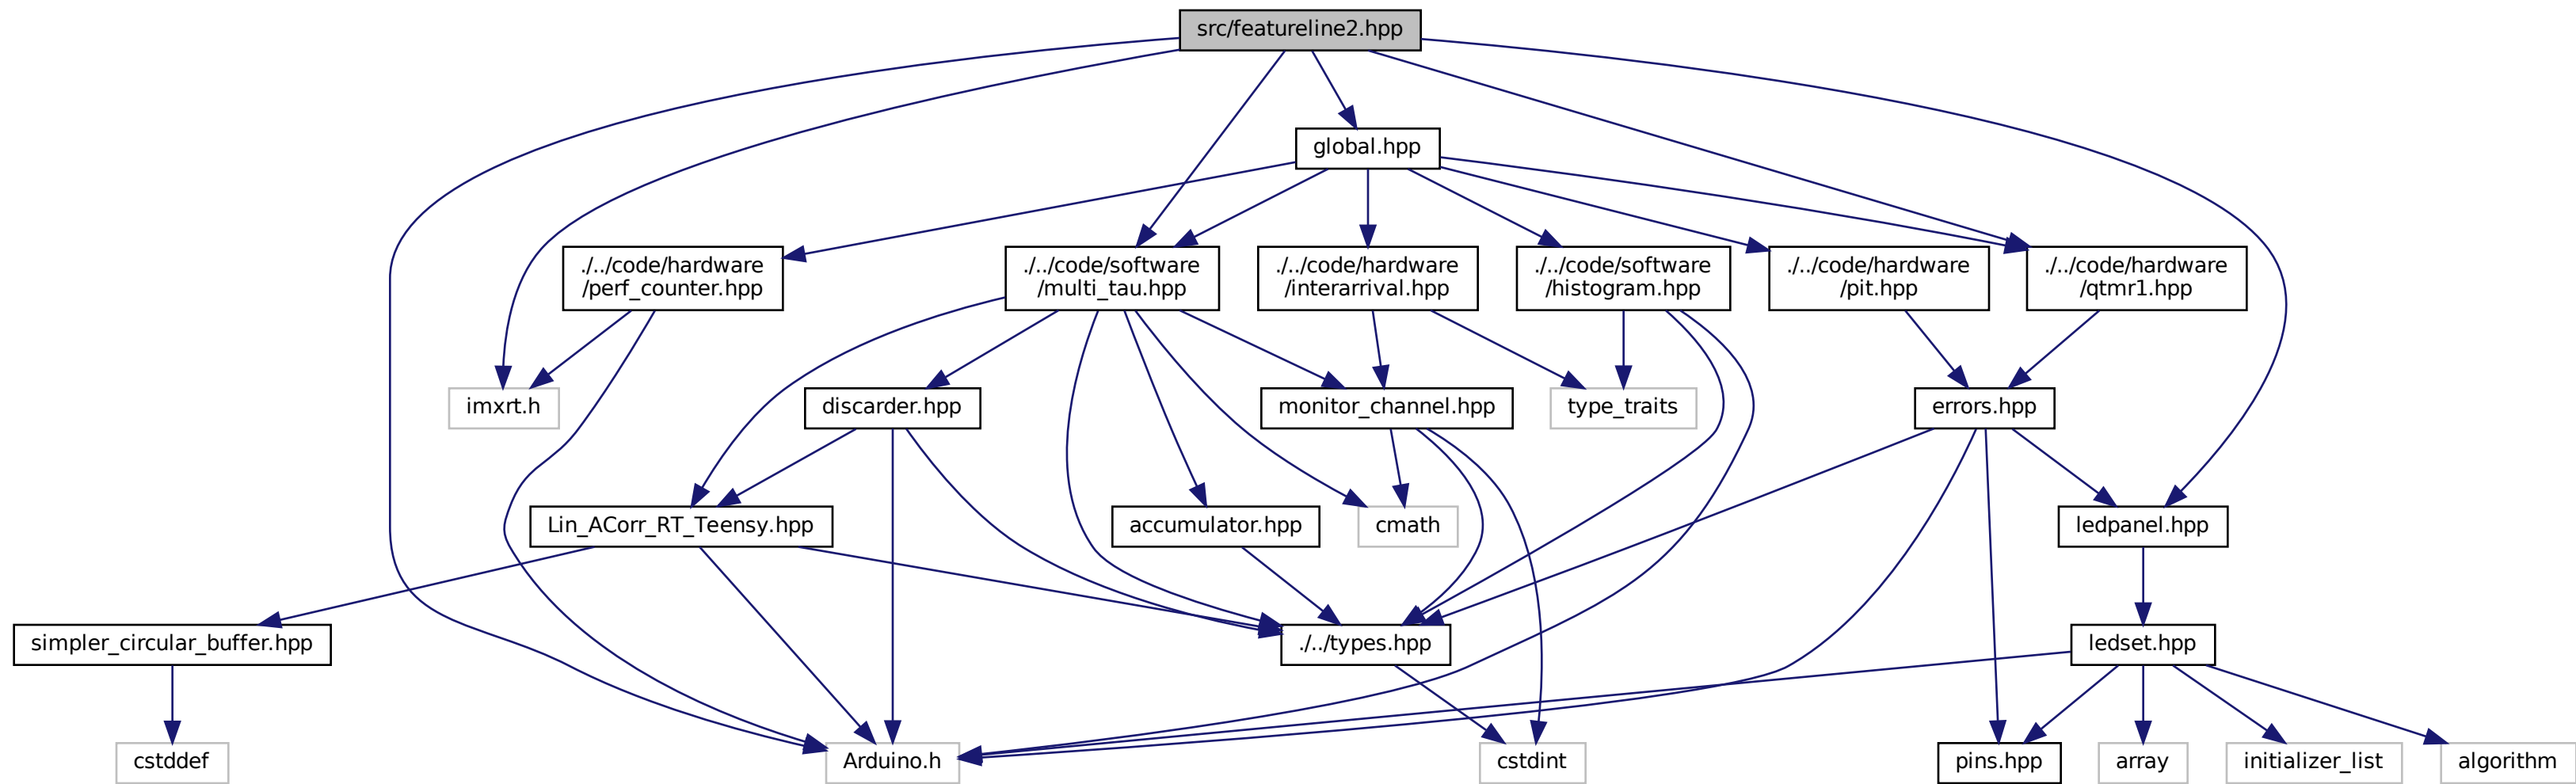 src/featureline2.hpp
global.hpp
./../code/hardware
/perf_counter.hpp
./../code/software
/multi_tau.hpp
./../code/hardware
/interarrival.hpp
./../code/software
/histogram.hpp
./../code/hardware
/pit.hpp
./../code/hardware
/qtmr1.hpp
imxrt.h
discarder.hpp
monitor_channel.hpp
type_traits
errors.hpp
Lin_ACorr_RT_Teensy.hpp
accumulator.hpp
cmath
ledpanel.hpp
simpler_circular_buffer.hpp
./../types.hpp
ledset.hpp
cstddef
Arduino.h
cstdint
pins.hpp
array
initializer_list
algorithm